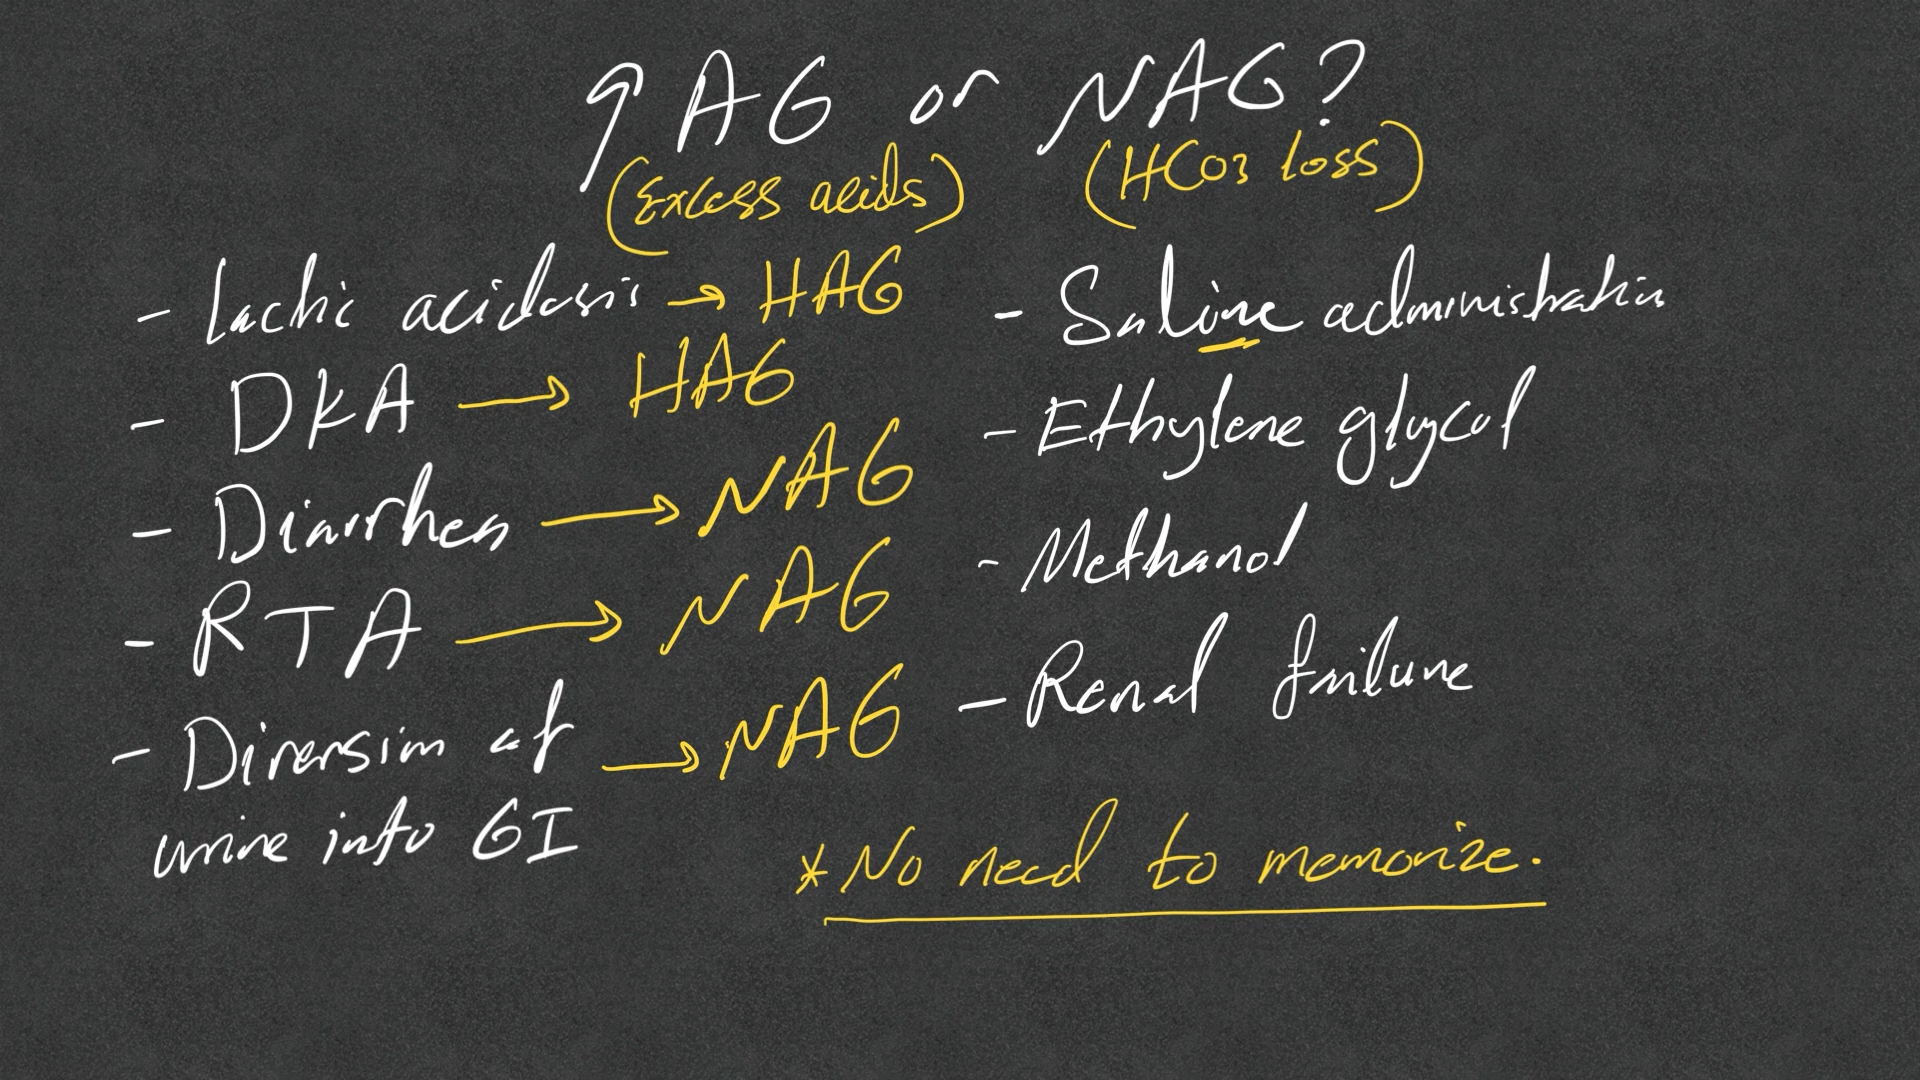 ↑AG or NAG?
(Excess acids) (HCO3 loss)
- Lactic acidosis → HAG
- DKA → HAG
- Diarrhea → NAG
- RTA → NAG
- Diversion of urine into GI → NAG
- Saline administration
- Ethylene glycol
- Methanol
- Renal failure
* No need to memorize.